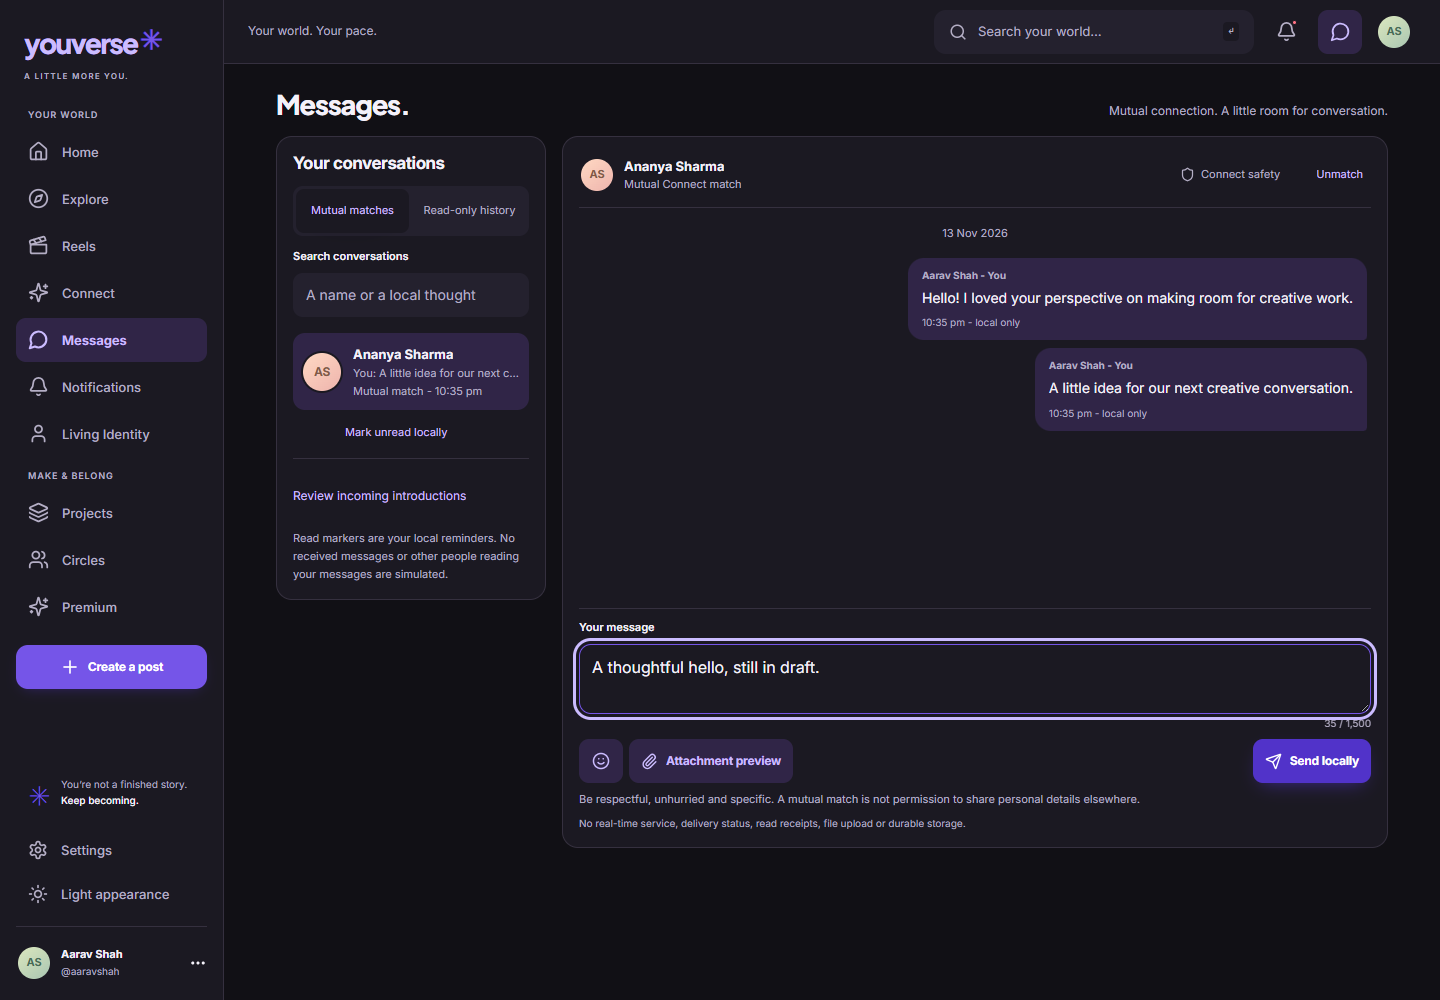 youverse
A LITTLE MORE YOU.
YOUR WORLD
Home
Explore
Reels
Connect
Messages
Notifications
Living Identity
MAKE & BELONG
Projects
Circles
Premium
Create a post
You're not a finished story.
Keep becoming.
Settings
Light appearance
AS
Aarav Shah
@aaravshah
Your world. Your pace.
Search your world...
AS
Messages.
Mutual connection. A little room for conversation.
Your conversations
Mutual matches
Read-only history
Search conversations
A name or a local thought
AS
Ananya Sharma
You: A little idea for our next c...
Mutual match - 10:35 pm
Mark unread locally
Review incoming introductions
Read markers are your local reminders. No
received messages or other people reading
your messages are simulated.
AS
Ananya Sharma
Mutual Connect match
Connect safety
Unmatch
13 Nov 2026
Aarav Shah - You
Hello! I loved your perspective on making room for creative work.
10:35 pm - local only
Aarav Shah - You
A little idea for our next creative conversation.
10:35 pm - local only
Your message
A thoughtful hello, still in draft.
35 / 1,500
Attachment preview
Send locally
Be respectful, unhurried and specific. A mutual match is not permission to share personal details elsewhere.
No real-time service, delivery status, read receipts, file upload or durable storage.